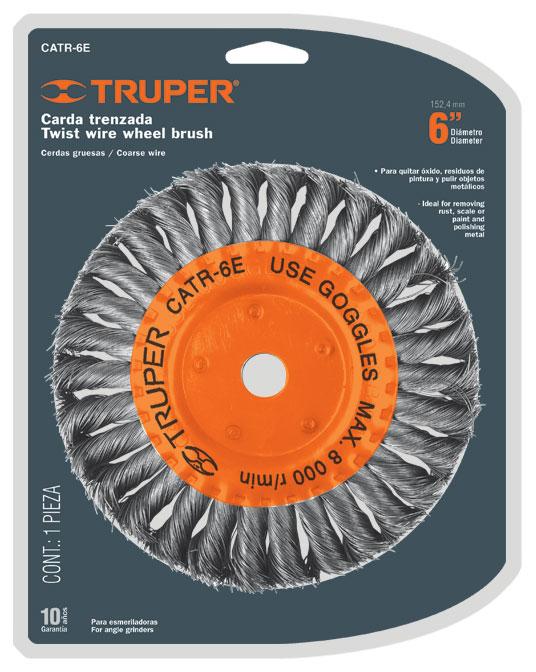 CATR-6E
TRUPER®
Carda trenzada
Twist wire wheel brush
Cerdas gruesas / Coarse wire
152,4 mm
6”
Diámetro
Diameter
• Para quitar óxido, residuos de
pintura y pulir objetos
metálicos
· Ideal for removing
rust, scale or
paint and
polishing
metal
TRUPER CATR-6E USE GOGGLES MAX. 8 000 r/min
CONT.: 1 PIEZA
10 años
Garantía
Para esmeriladoras
For angle grinders